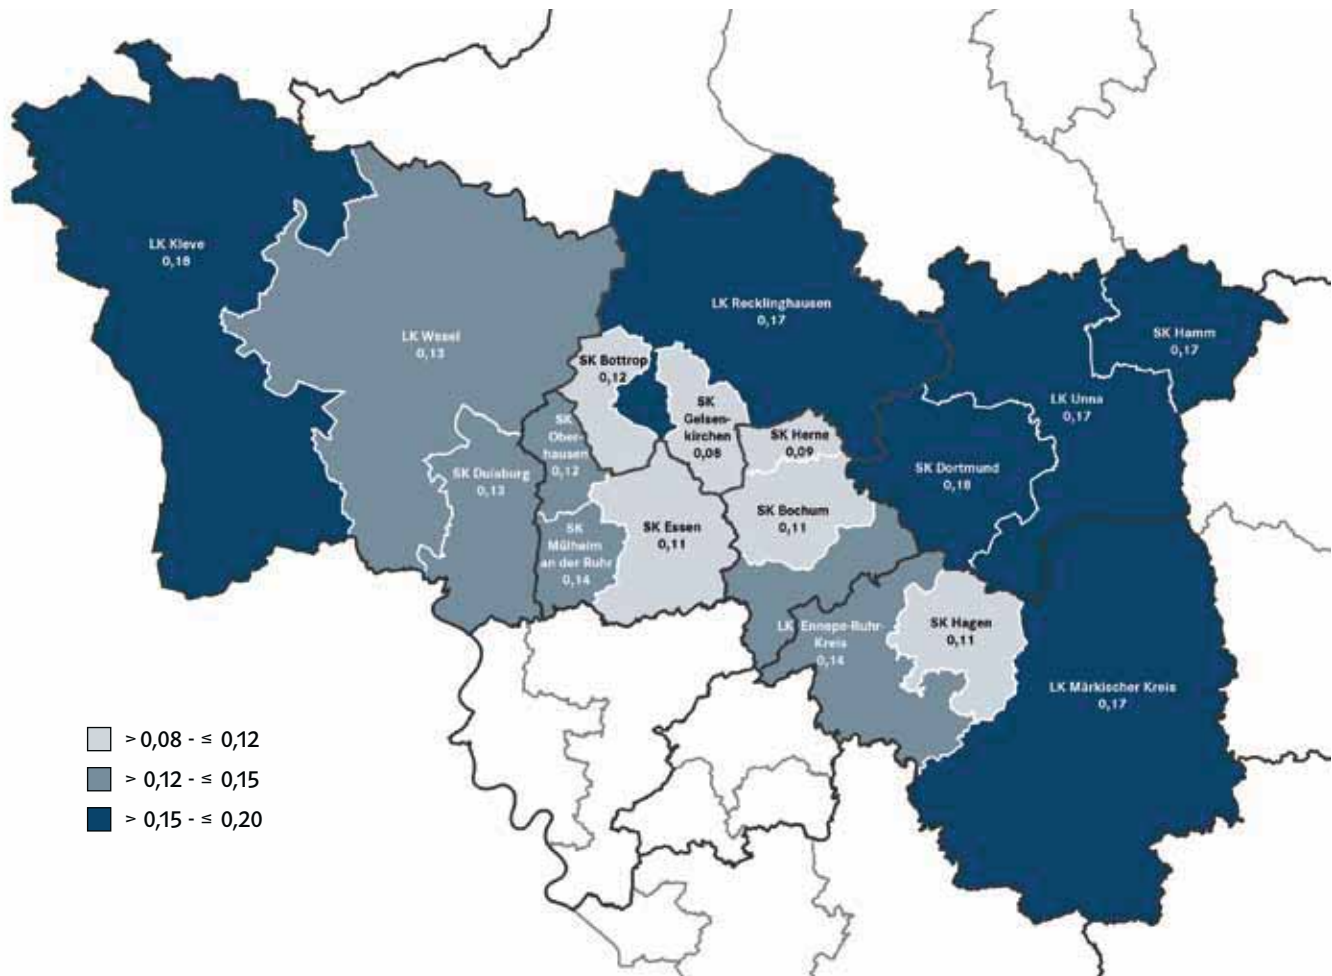 LK Kleve
0,18
LK Wesel
0,13
LK Recklinghausen
0,17
SK Hamm
0,17
LK Unna
0,17
SK Bottrop
0,12
SK
Gelsen-
kirchen
0,08
SK
Ober-
hausen
0,12
SK Herne
0,09
SK Duisburg
0,13
SK Dortmund
0,18
SK Bochum
0,11
SK Essen
0,11
SK
Mülheim
an der Ruhr
0,14
LK Ennepe-Ruhr-
Kreis
0,14
SK Hagen
0,11
LK Märkischer Kreis
0,17
> 0,08 - ≤ 0,12
> 0,12 - ≤ 0,15
> 0,15 - ≤ 0,20